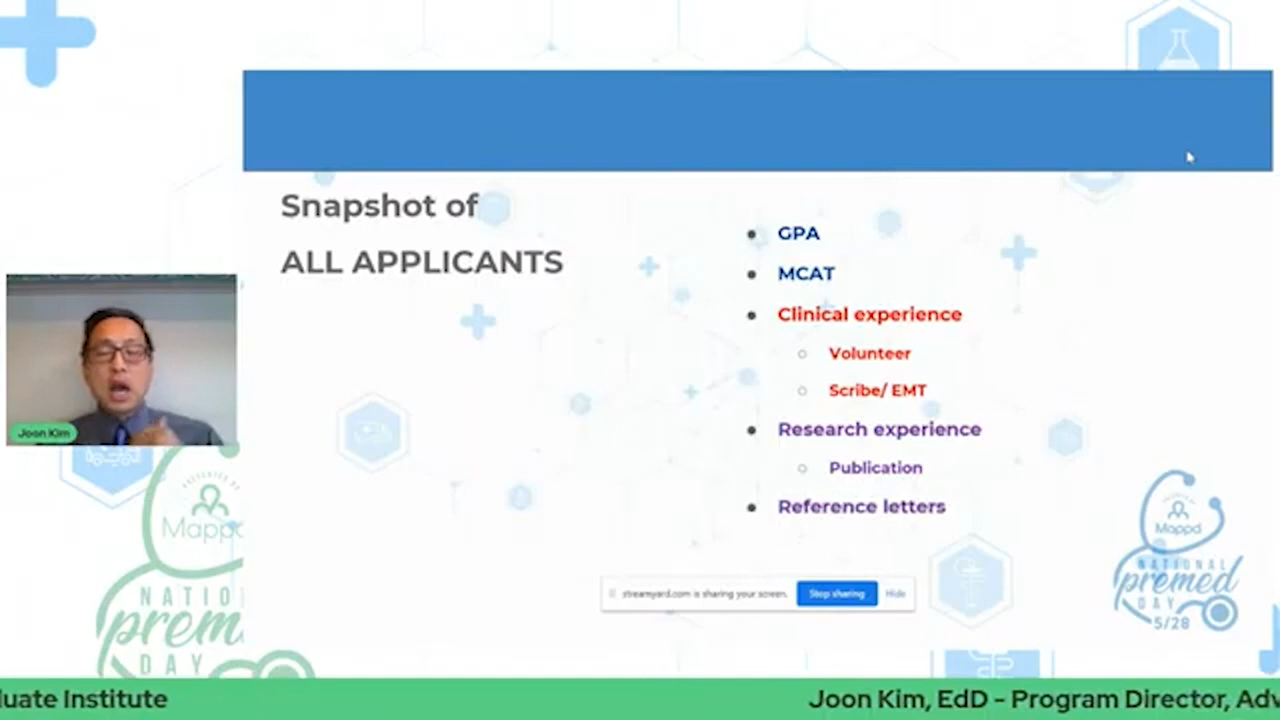 Snapshot of
ALL APPLICANTS
GPA
MCAT
Clinical experience
Volunteer
Scribe/ EMT
Research experience
Publication
Reference letters
Joon Kim
Mappd
NATIO
prem
DAY
streamyard.com is sharing your screen.
Stop sharing
Hide
Mappd
NATIONAL
premed
DAY
5/28
luate Institute
Joon Kim, EdD - Program Director, Adv